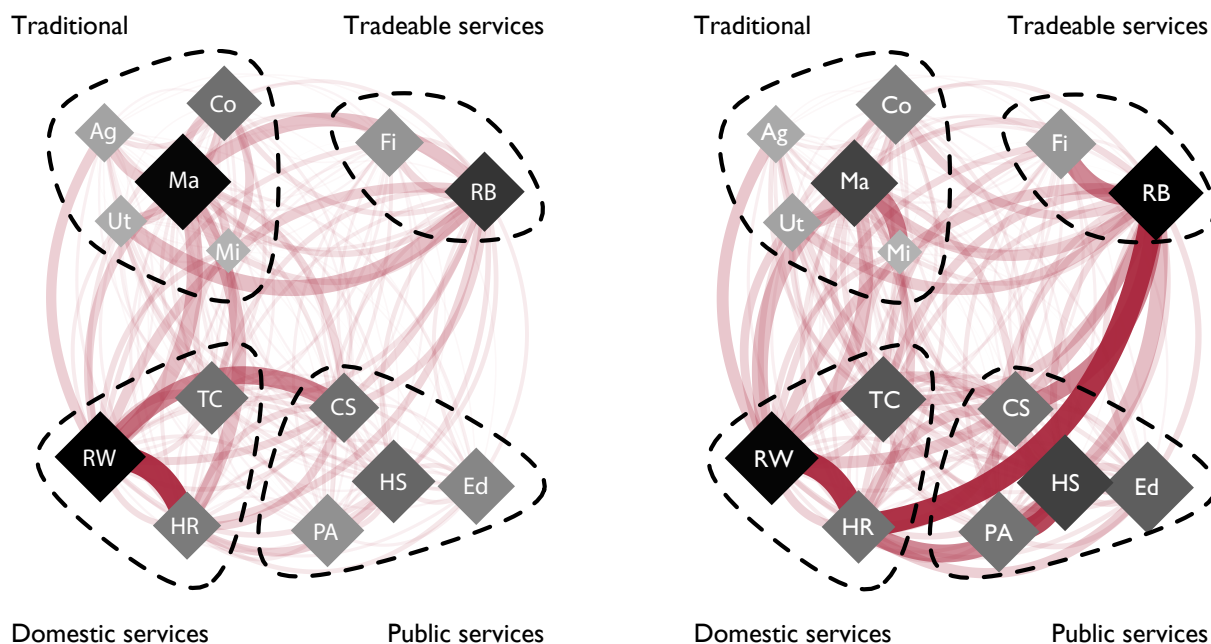 Traditional
Tradeable services
Traditional
Tradeable services
Co
Ag
Fi
Ma
RB
Ut
Mi
TC
CS
RW
HS
Ed
HR
PA
Domestic services
Public services
Co
Ag
Fi
Ma
RB
Ut
Mi
TC
CS
RW
HS
Ed
HR
PA
Domestic services
Public services